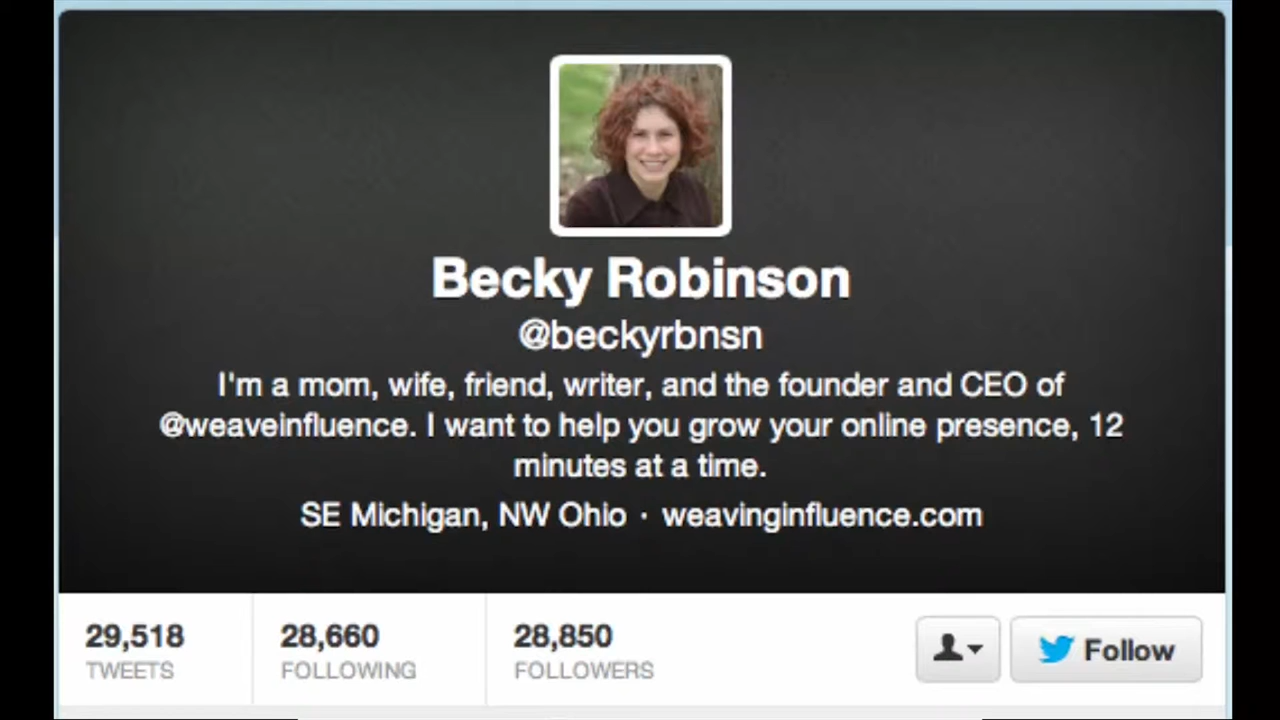 Becky Robinson
@beckyrbnsn
I'm a mom, wife, friend, writer, and the founder and CEO of
@weaveinfluence. I want to help you grow your online presence, 12
minutes at a time.
SE Michigan, NW Ohio · weavinginfluence.com
29,518
TWEETS
28,660
FOLLOWING
28,850
FOLLOWERS
Follow